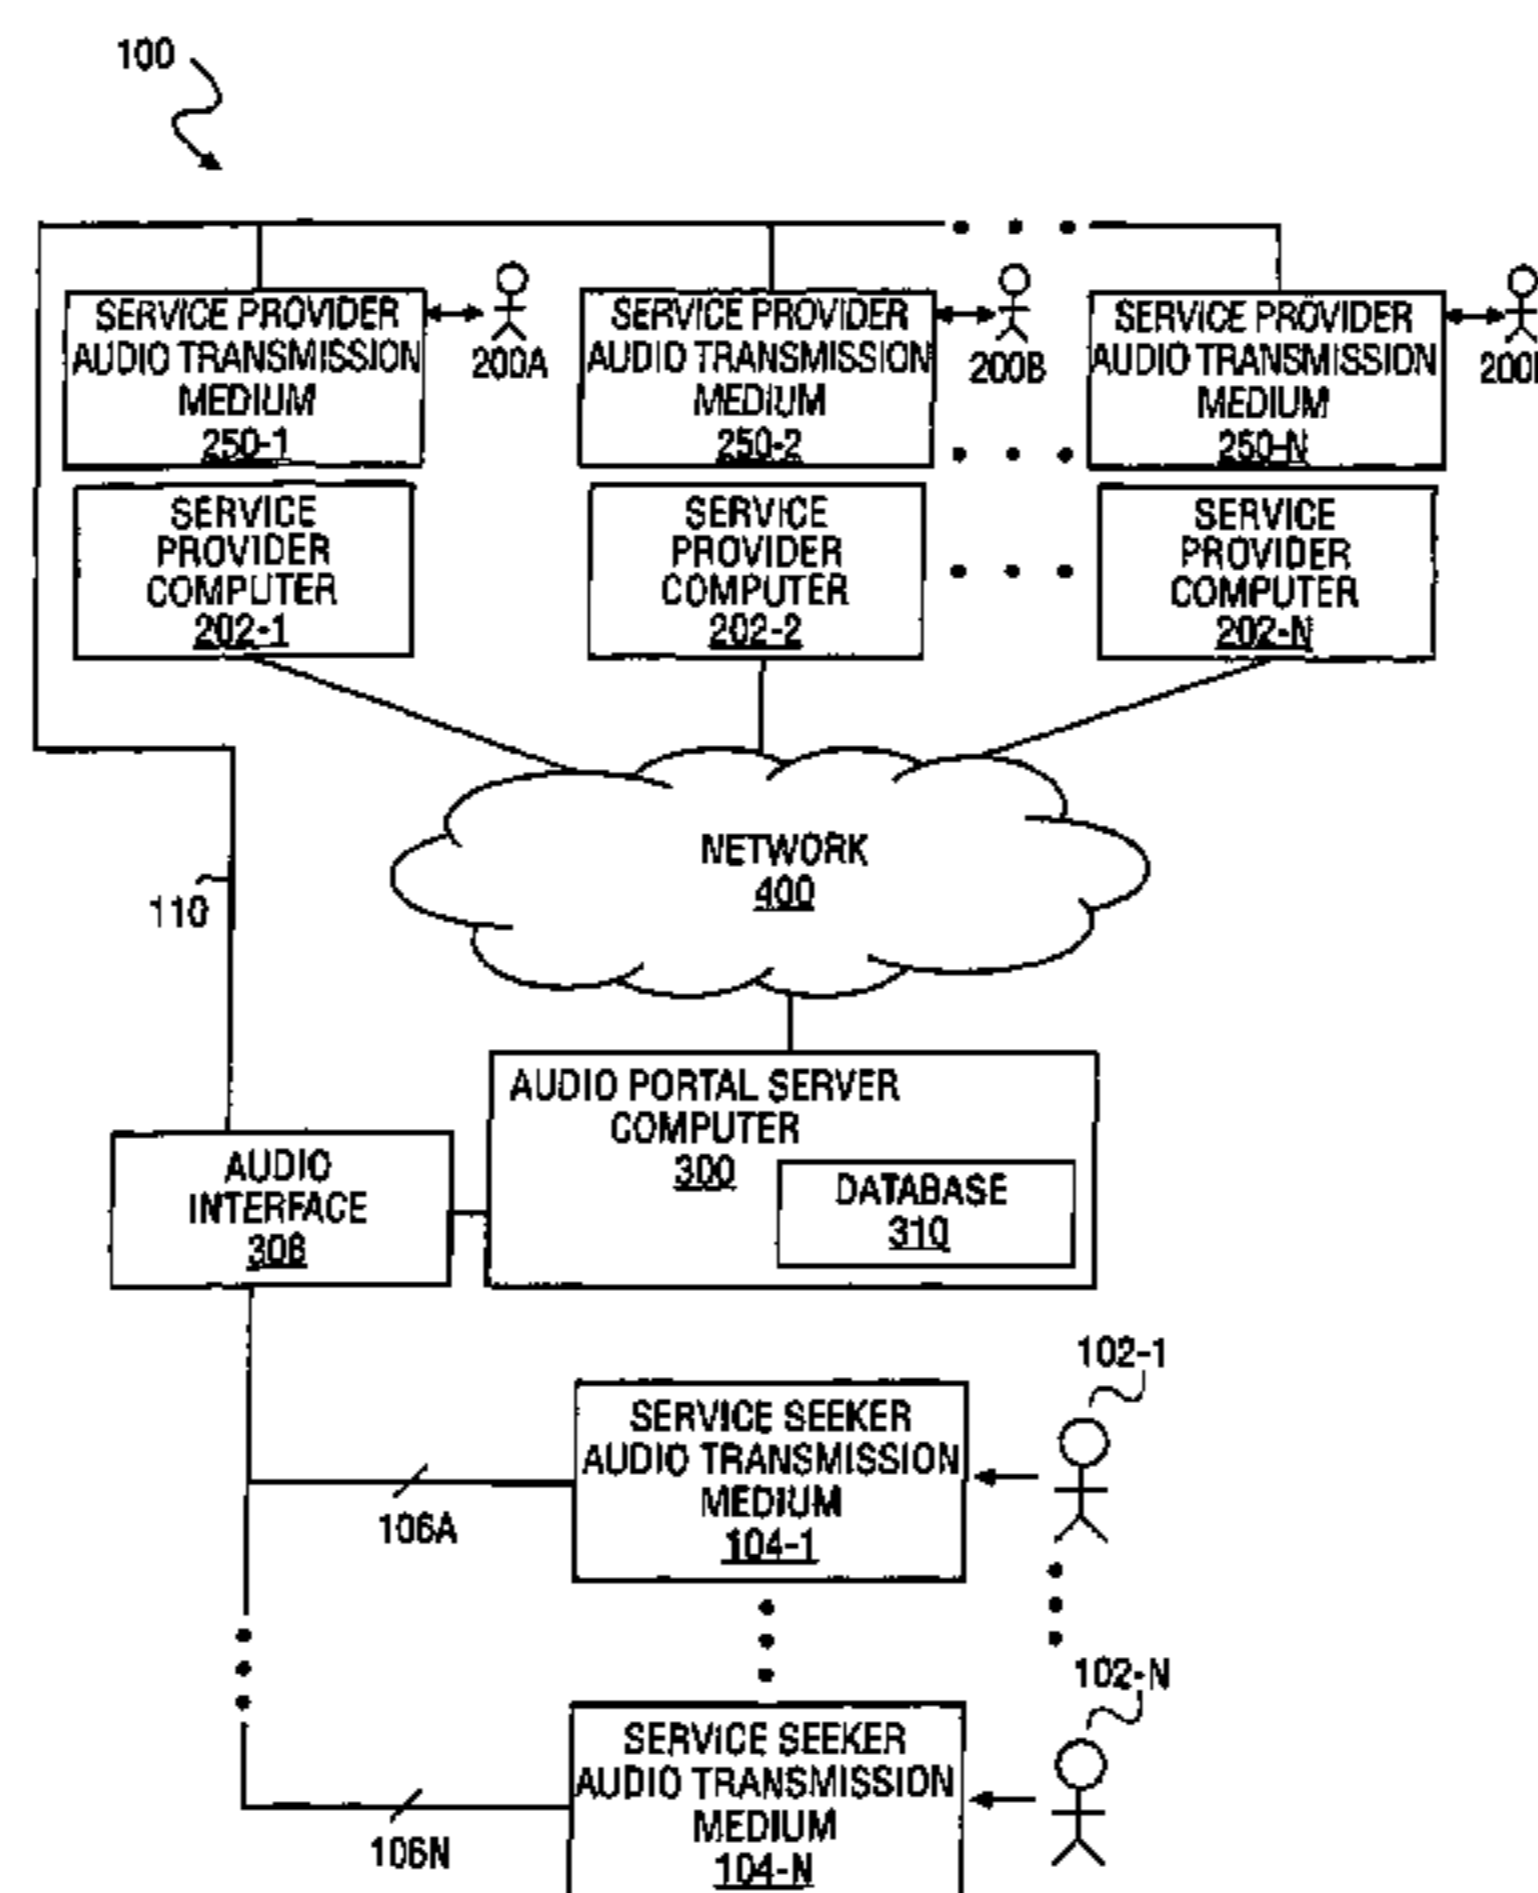 100
SERVICE PROVIDER
AUDIO TRANSMISSION
MEDIUM
250-1
200A
SERVICE PROVIDER
AUDIO TRANSMISSION
MEDIUM
250-2
200B
SERVICE PROVIDER
AUDIO TRANSMISSION
MEDIUM
250-N
SERVICE
PROVIDER
COMPUTER
202-1
SERVICE
PROVIDER
COMPUTER
202-2
SERVICE
PROVIDER
COMPUTER
202-N
NETWORK
400
110
AUDIO PORTAL SERVER
COMPUTER
300
DATABASE
310
AUDIO
INTERFACE
308
102-1
SERVICE SEEKER
AUDIO TRANSMISSION
MEDIUM
104-1
106A
102-N
SERVICE SEEKER
AUDIO TRANSMISSION
MEDIUM
104-N
106N